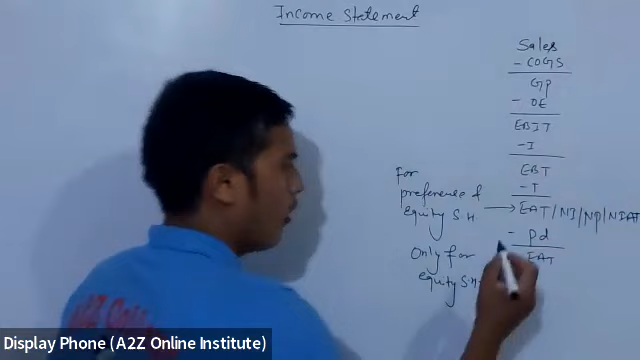 Income Statement
Sales
- COGS
GP
- OE
EBIT
- I
EBT
- T
For
preference &
equity S.H. → EAT/NI/NP/NIAT
- Pd
Only for
equity S.H.
EAT
Display Phone (A2Z Online Institute)